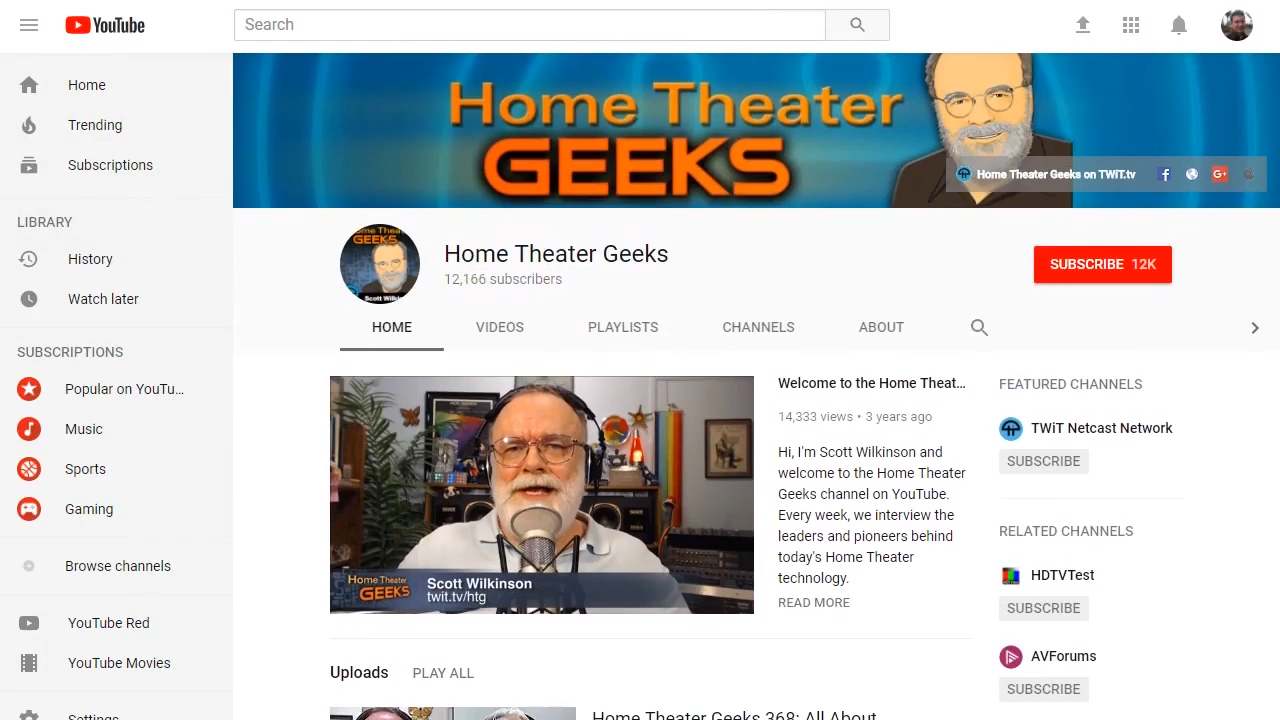 YouTube
Search
Home
Trending
Subscriptions
LIBRARY
History
Watch later
SUBSCRIPTIONS
Popular on YouTu...
Music
Sports
Gaming
Browse channels
YouTube Red
YouTube Movies
Settings
Home Theater
GEEKS
Home Theater Geeks on TWiT.tv
G+
GEEKS
Home Theater Geeks
12,166 subscribers
SUBSCRIBE 12K
HOME
VIDEOS
PLAYLISTS
CHANNELS
ABOUT
Home Theater
GEEKS
Scott Wilkinson
twit.tv/htg
Welcome to the Home Theat...
14,333 views • 3 years ago
Hi, I'm Scott Wilkinson and
welcome to the Home Theater
Geeks channel on YouTube.
Every week, we interview the
leaders and pioneers behind
today's Home Theater
technology.
READ MORE
Uploads PLAY ALL
Home Theater Geeks 368: All About
FEATURED CHANNELS
TWiT Netcast Network
SUBSCRIBE
RELATED CHANNELS
HDTVTest
SUBSCRIBE
AVForums
SUBSCRIBE